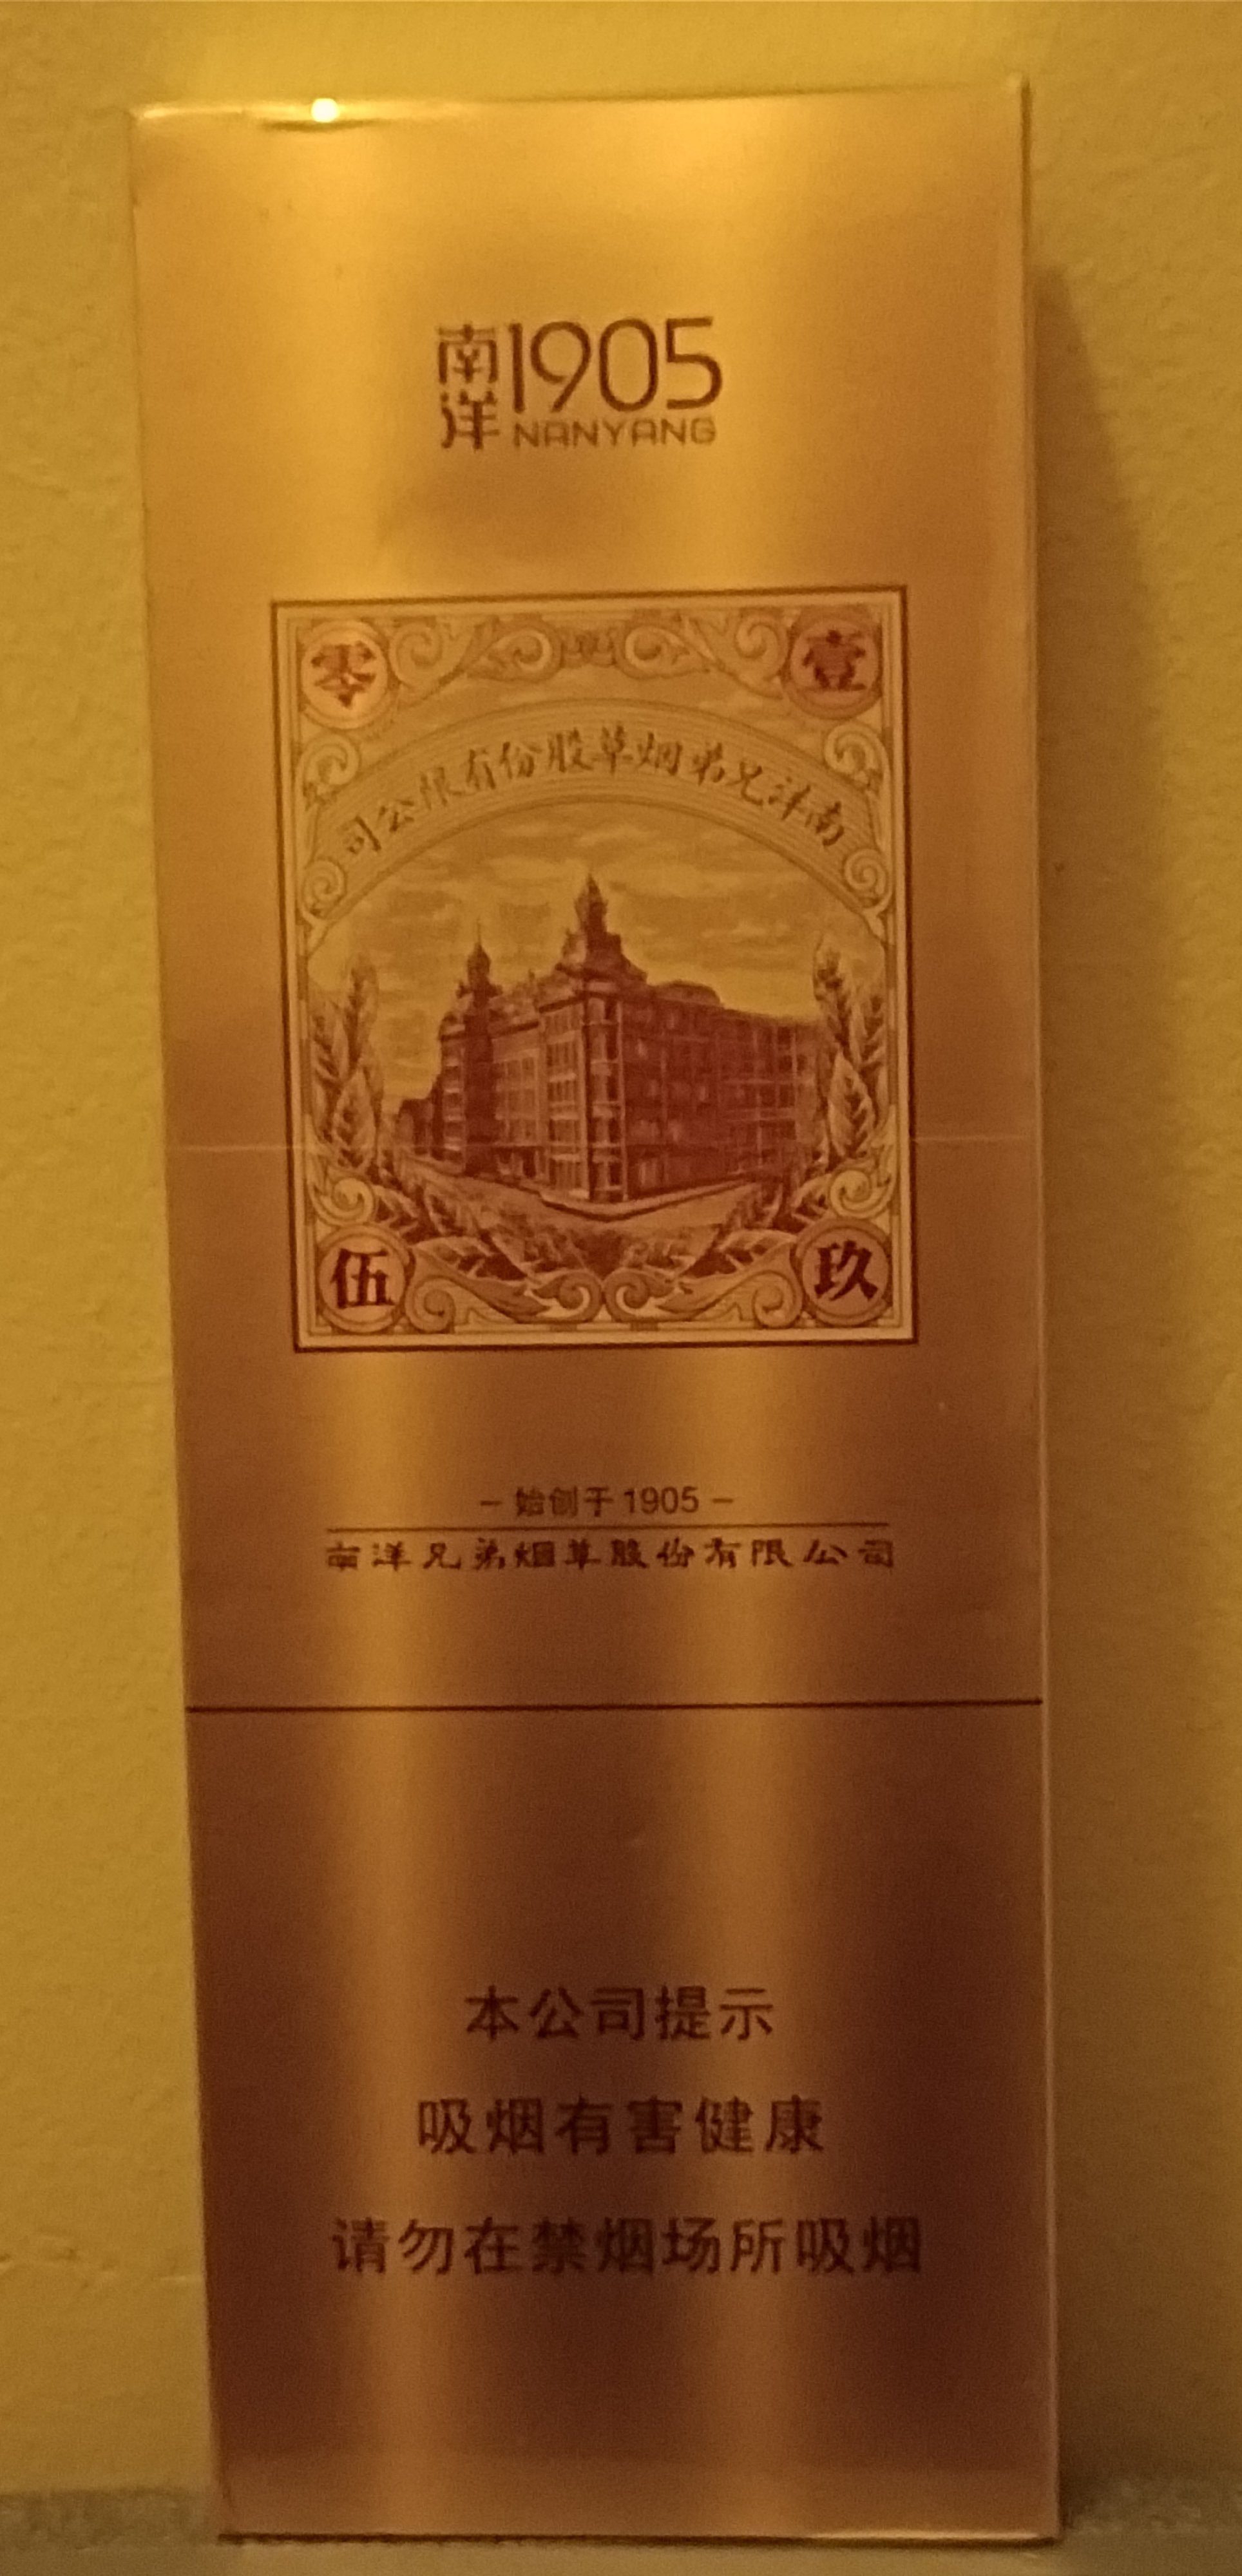 南洋1905
NANYANG
零 壹
南洋兄弟烟草股份有限公司
伍 玖
– 始创于1905 –
南洋兄弟烟草股份有限公司
本公司提示
吸烟有害健康
请勿在禁烟场所吸烟